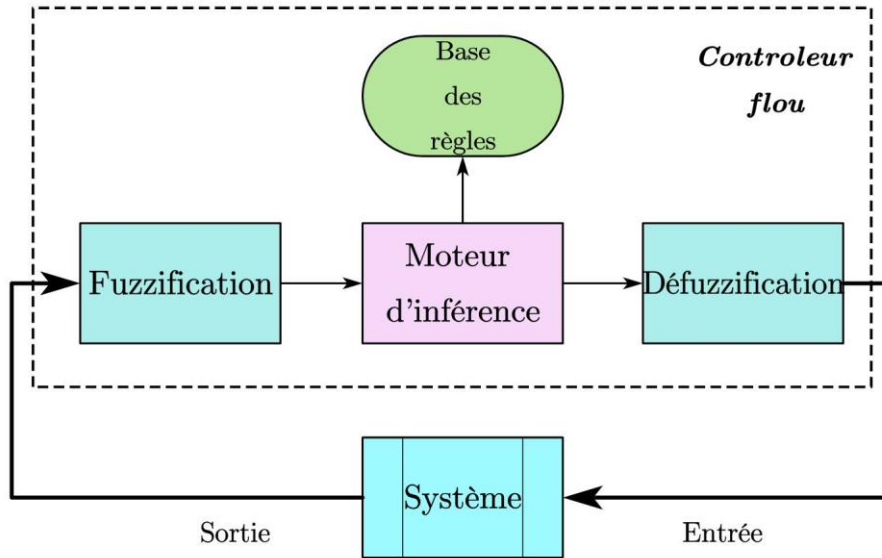 Base
des
règles
Controleur
flou
Fuzzification
Moteur
d'inférence
Défuzzification
Système
Sortie
Entrée